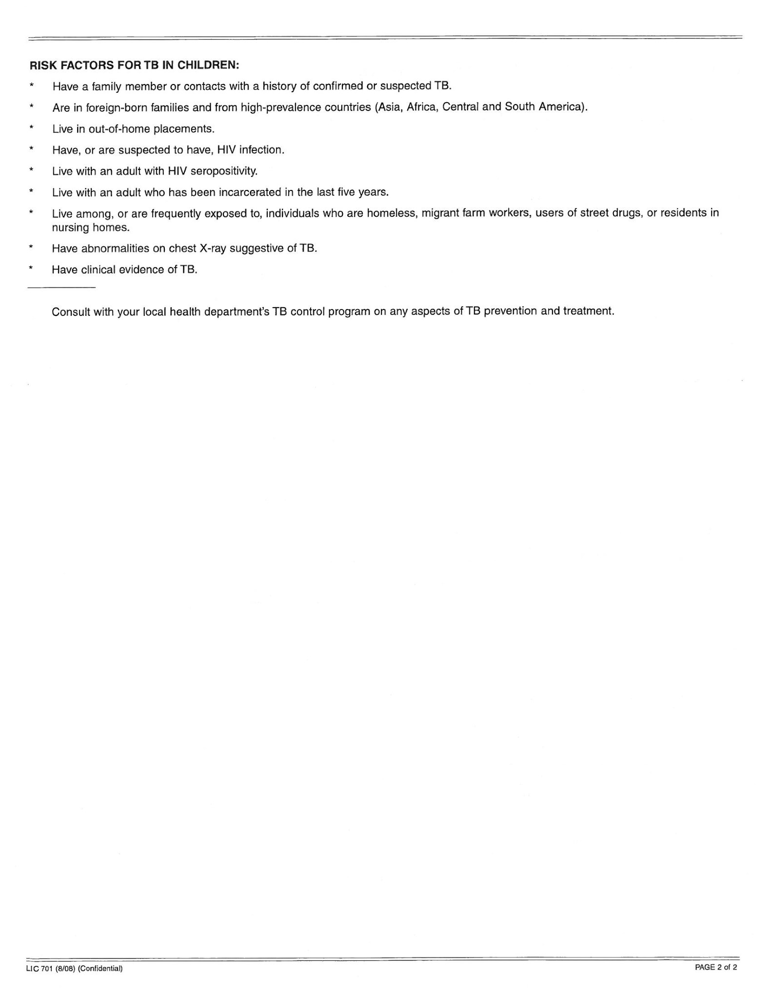 RISK FACTORS FOR TB IN CHILDREN:
* Have a family member or contacts with a history of confirmed or suspected TB.
* Are in foreign-born families and from high-prevalence countries (Asia, Africa, Central and South America).
* Live in out-of-home placements.
* Have, or are suspected to have, HIV infection.
* Live with an adult with HIV seropositivity.
* Live with an adult who has been incarcerated in the last five years.
* Live among, or are frequently exposed to, individuals who are homeless, migrant farm workers, users of street drugs, or residents in
nursing homes.
* Have abnormalities on chest X-ray suggestive of TB.
* Have clinical evidence of TB.
Consult with your local health department's TB control program on any aspects of TB prevention and treatment.
LIC 701 (8/08) (Confidential)
PAGE 2 of 2